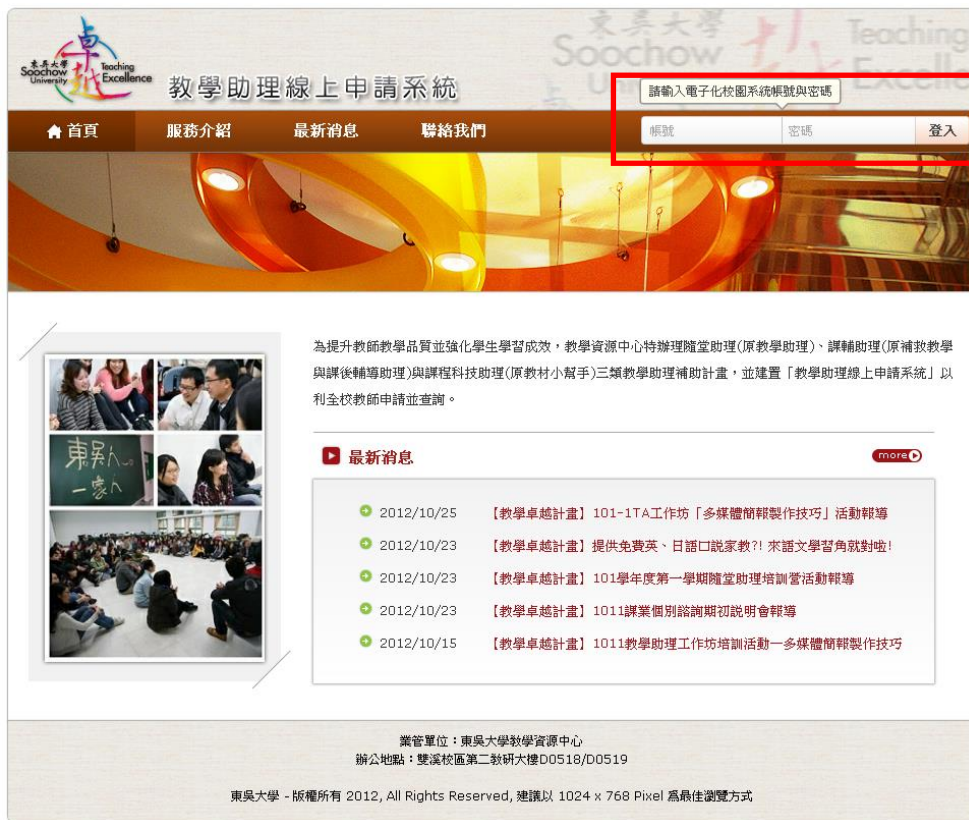 東吳大學
Soochow
University
卓越
Teaching
Excellence
教學助理線上申請系統
東吳大學
Soochow
Teaching
請輸入電子化校園系統帳號與密碼
首頁
服務介紹
最新消息
聯絡我們
帳號
密碼
登入
為提升教師教學品質並強化學生學習成效，教學資源中心特辦理隨堂助理(原教學助理)、課輔助理(原補救教學
與課後輔導助理)與課程科技助理(原教材小幫手)三類教學助理補助計畫，並建置「教學助理線上申請系統」以
利全校教師申請並查詢。
東吳人
一家人
最新消息
more
2012/10/25 【教學卓越計畫】101-1TA工作坊「多媒體簡報製作技巧」活動報導
2012/10/23 【教學卓越計畫】提供免費英、日語口說家教?! 來語文學習角就對啦!
2012/10/23 【教學卓越計畫】101學年度第一學期隨堂助理培訓營活動報導
2012/10/23 【教學卓越計畫】1011課業個別諮詢期初說明會報導
2012/10/15 【教學卓越計畫】1011教學助理工作坊培訓活動—多媒體簡報製作技巧
業管單位：東吳大學教學資源中心
辦公地點：雙溪校區第二教研大樓D0518/D0519
東吳大學 - 版權所有 2012, All Rights Reserved, 建議以 1024 x 768 Pixel 為最佳瀏覽方式